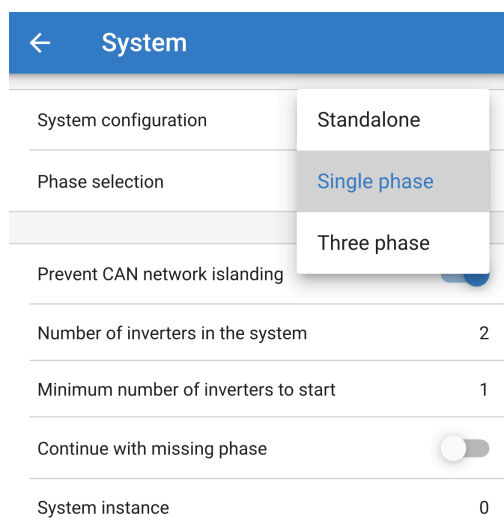 System
System configuration
Standalone
Phase selection
Single phase
Three phase
Prevent CAN network islanding
Number of inverters in the system 2
Minimum number of inverters to start 1
Continue with missing phase
System instance 0